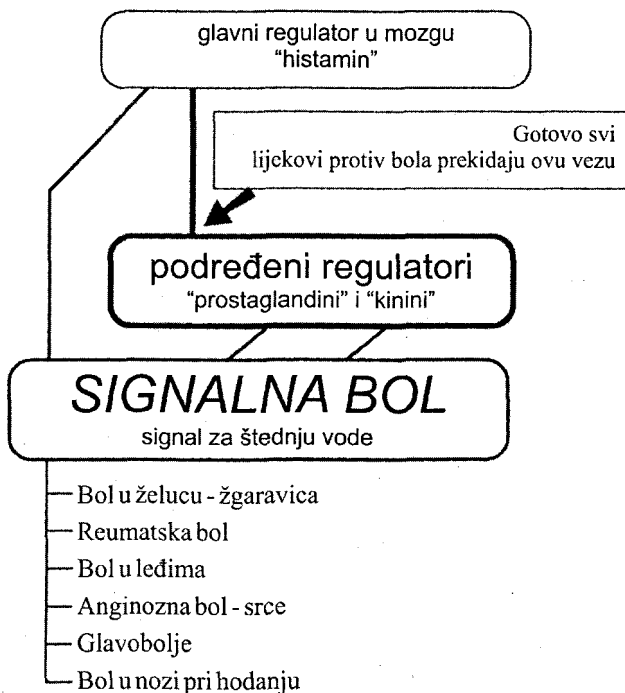 glavni regulator u mozgu
"histamin"
Gotovo svi
lijekovi protiv bola prekidaju ovu vezu
podređeni regulatori
"prostaglandini" i "kinini"
SIGNALNA BOL
signal za štednju vode
Bol u želucu - žgaravica
Reumatska bol
Bol u leđima
Anginozna bol - srce
Glavobolje
Bol u nozi pri hodanju